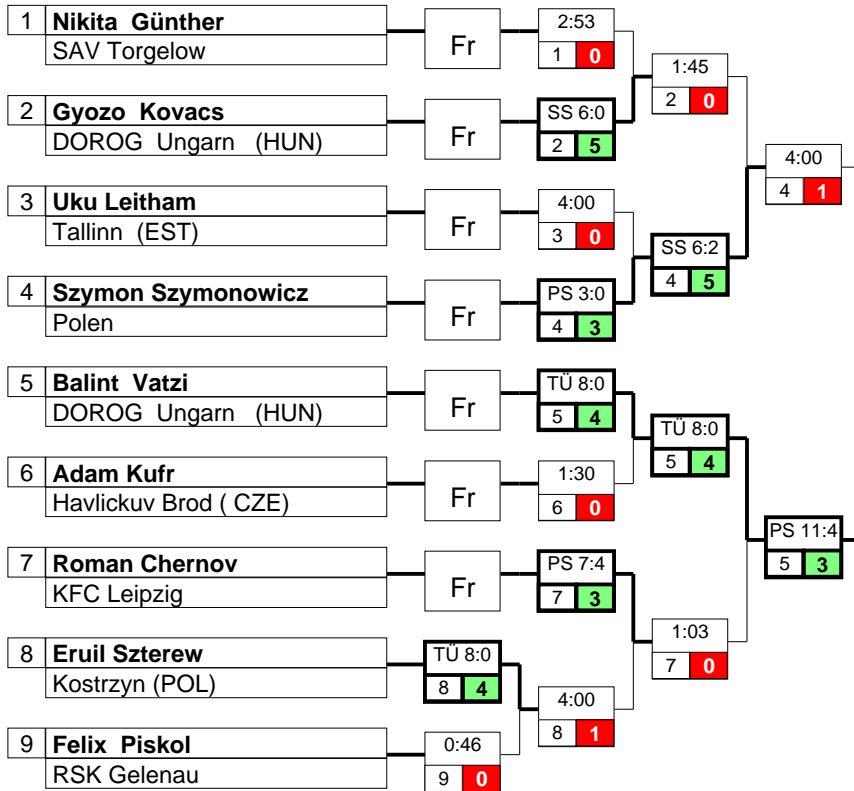 1 Nikita Günther
SAV Torgelow
Fr
2:53
1 0
2 Gyozo Kovacs
DOROG Ungarn (HUN)
Fr
SS 6:0
2 5
1:45
2 0
3 Uku Leitham
Tallinn (EST)
Fr
4:00
3 0
4 Szymon Szymonowicz
Polen
Fr
PS 3:0
4 3
SS 6:2
4 5
4:00
4 1
5 Balint Vatzi
DOROG Ungarn (HUN)
Fr
TÜ 8:0
5 4
6 Adam Kufr
Havlickuv Brod ( CZE)
Fr
1:30
6 0
TÜ 8:0
5 4
7 Roman Chernov
KFC Leipzig
Fr
PS 7:4
7 3
8 Eruil Szterew
Kostrzyn (POL)
TÜ 8:0
8 4
9 Felix Piskol
RSK Gelenau
0:46
9 0
4:00
8 1
1:03
7 0
PS 11:4
5 3